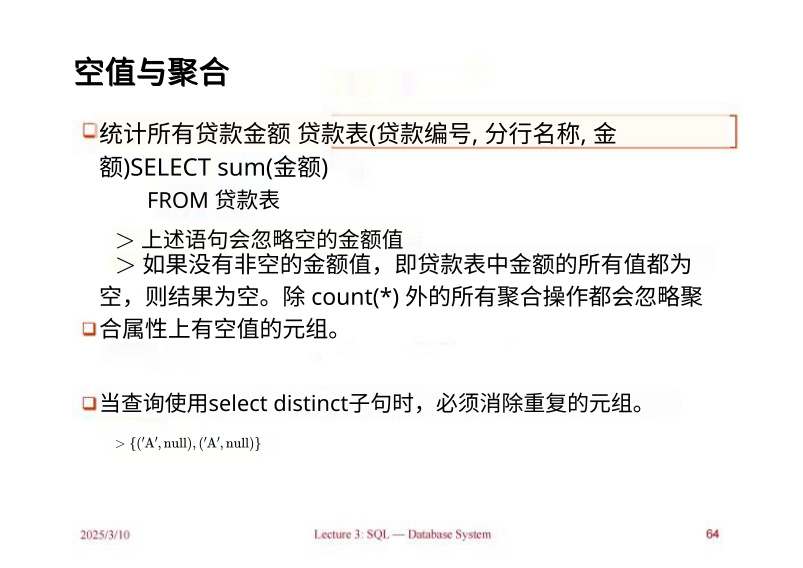 空值与聚合
统计所有贷款金额 贷款表(贷款编号, 分行名称, 金
额)SELECT sum(金额)
FROM 贷款表
> 上述语句会忽略空的金额值
> 如果没有非空的金额值，即贷款表中金额的所有值都为
空，则结果为空。除 count(*) 外的所有聚合操作都会忽略聚
合属性上有空值的元组。
当查询使用select distinct子句时，必须消除重复的元组。
> {('A', null), ('A', null)}
2025/3/10 Lecture 3: SQL — Database System 64